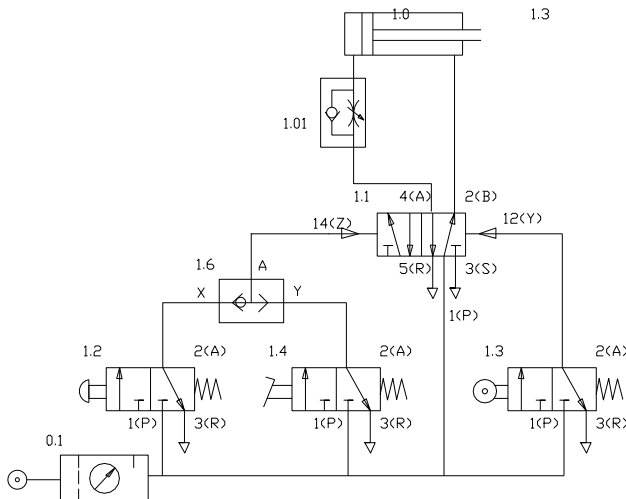 1.0 1.3
1.01
1.1 4(A) 2(B)
14(Z) 12(Y)
1.6 A 5(R) 3(S)
X Y
1(P)
1.2 2(A) 1.4 2(A) 1.3 2(A)
1(P) 3(R) 1(P) 3(R) 1(P) 3(R)
0.1